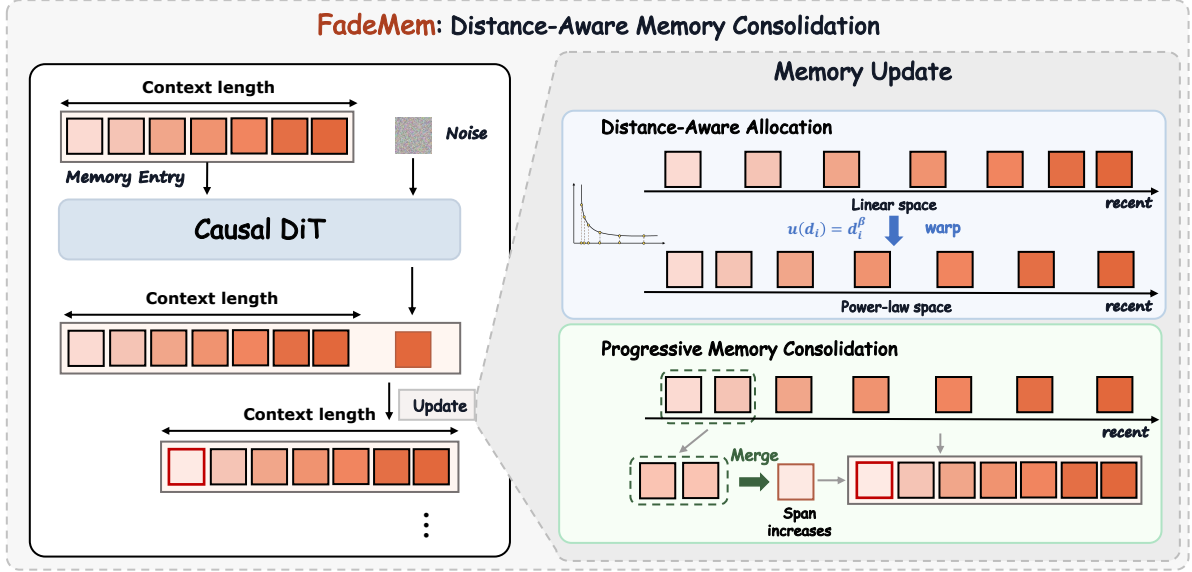 FadeMem: Distance-Aware Memory Consolidation
Context length
Noise
Memory Entry
Causal DiT
Context length
Update
Context length
Memory Update
Distance-Aware Allocation
Linear space
recent
u(d_i) = d_i^β
warp
Power-law space
recent
Progressive Memory Consolidation
recent
Merge
Span
increases